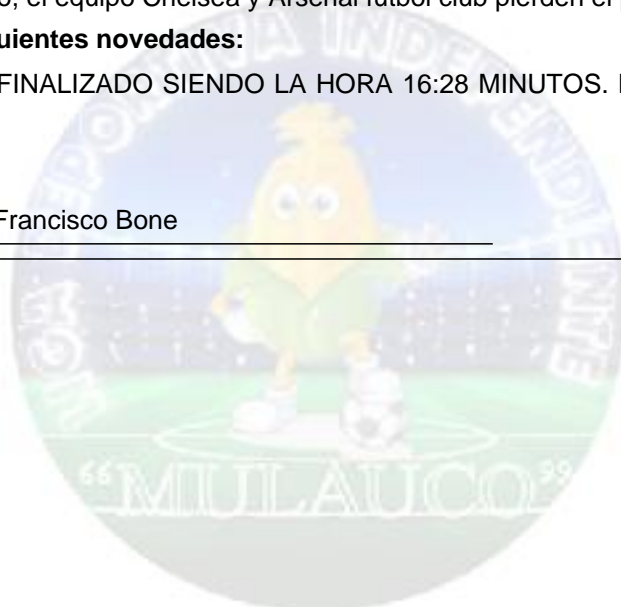 el equipo Chelsea y Arsenal futbol club pierden el
uientes novedades:
FINALIZADO SIENDO LA HORA 16:28 MINUTOS.
Francisco Bone
LIGA DEPORTIVA INDEPENDIENTE
“MULAUCO”